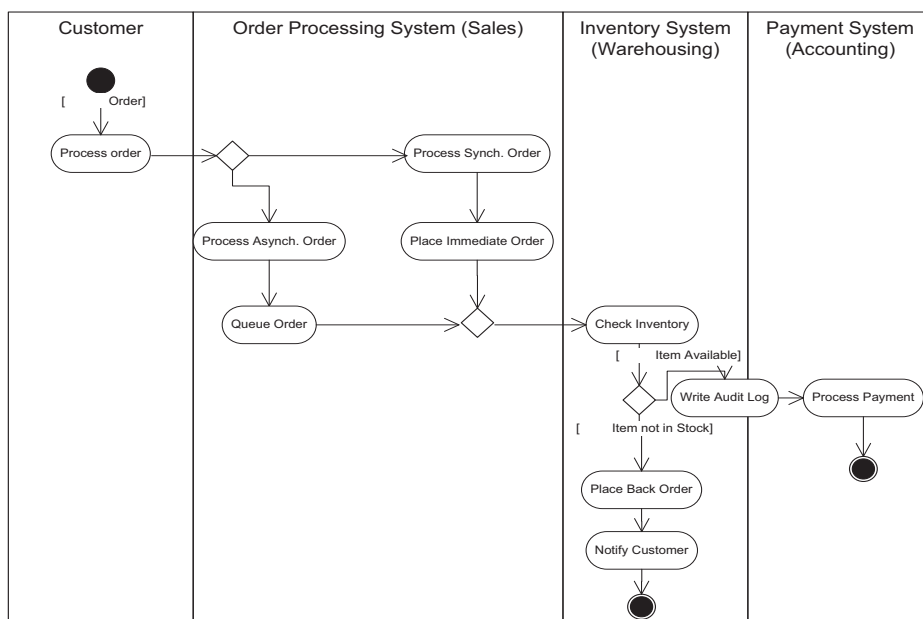 Customer
Order Processing System (Sales)
Inventory System
(Warehousing)
Payment System
(Accounting)
[ Order]
Process order
Process Synch. Order
Process Asynch. Order
Place Immediate Order
Queue Order
Check Inventory
[ Item Available]
Write Audit Log
Process Payment
[ Item not in Stock]
Place Back Order
Notify Customer